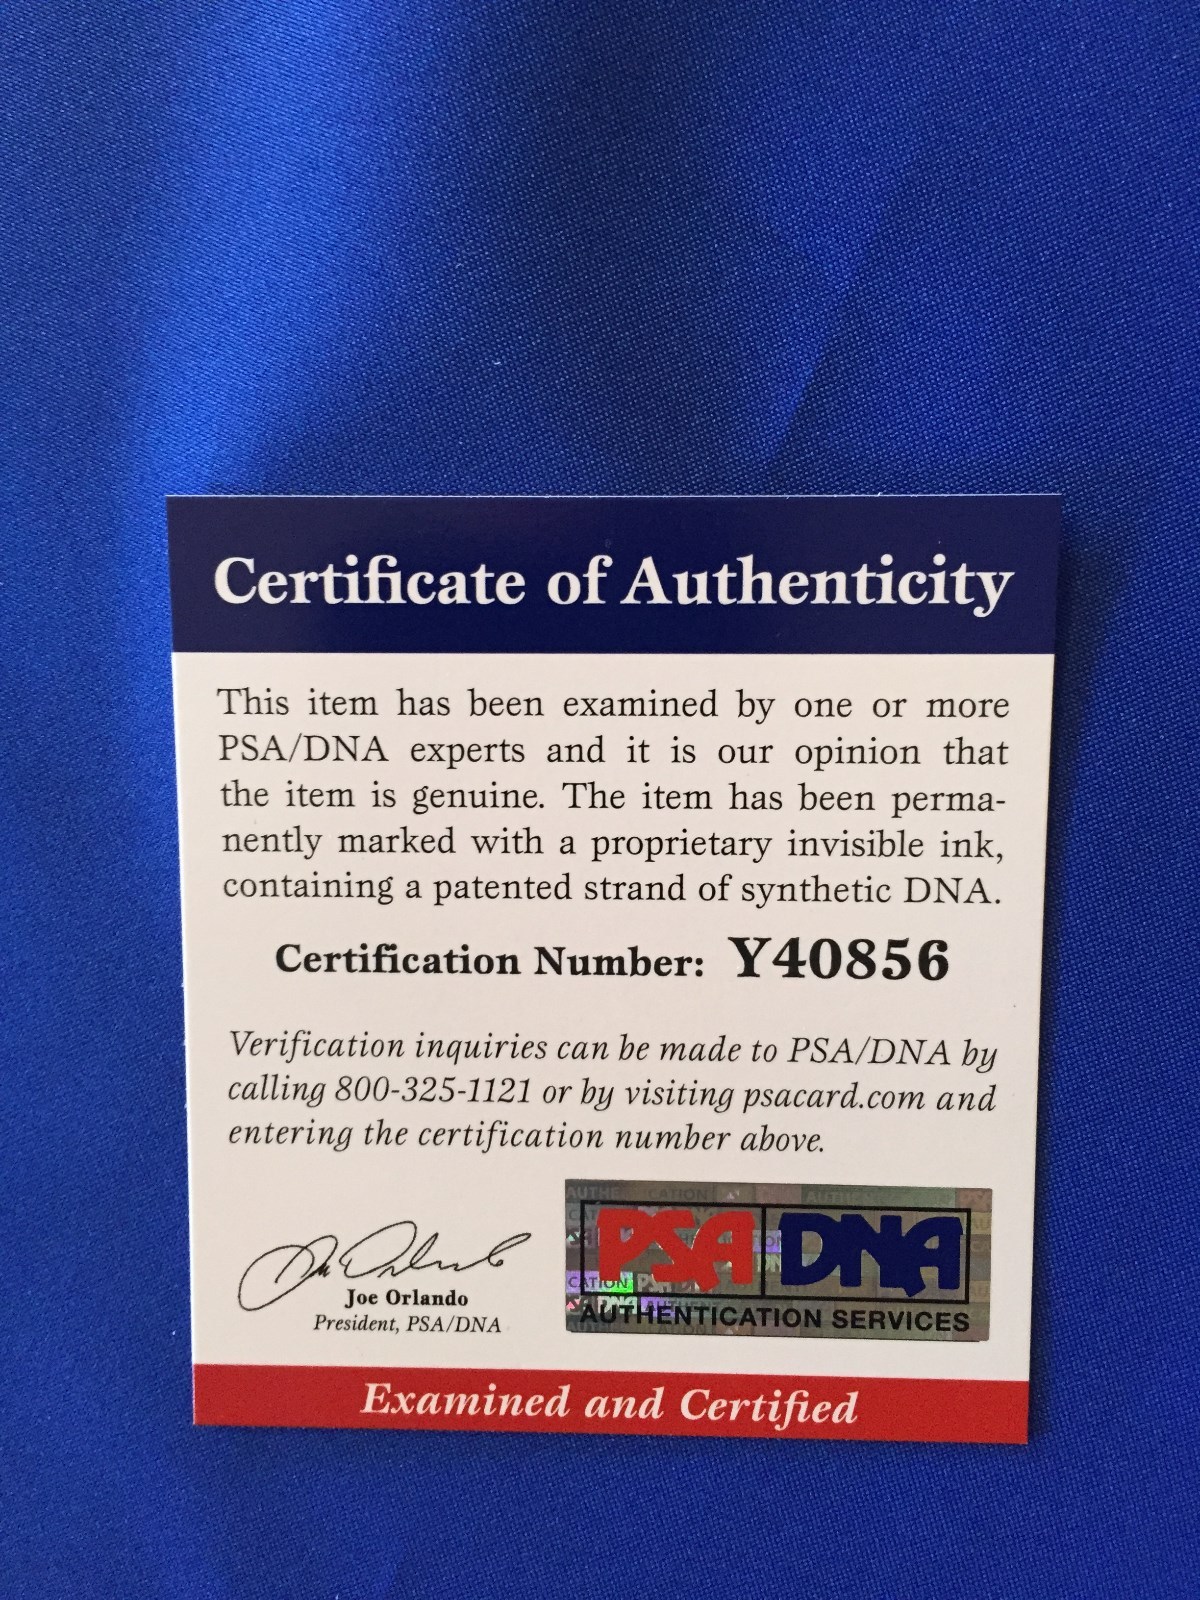 Certificate of Authenticity
This item has been examined by one or more
PSA/DNA experts and it is our opinion that
the item is genuine. The item has been perma-
nently marked with a proprietary invisible ink,
containing a patented strand of synthetic DNA.
Certification Number: Y40856
Verification inquiries can be made to PSA/DNA by
calling 800-325-1121 or by visiting psacard.com and
entering the certification number above.
Joe Orlando
President, PSA/DNA
PSA DNA
AUTHENTICATION SERVICES
Examined and Certified